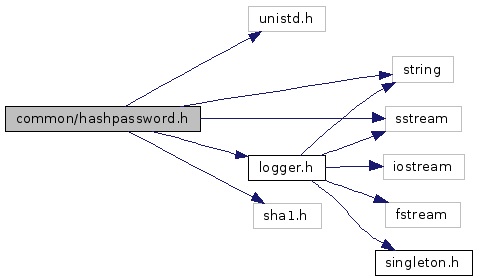 unistd.h
string
common/hashpassword.h
sstream
logger.h
iostream
sha1.h
fstream
singleton.h